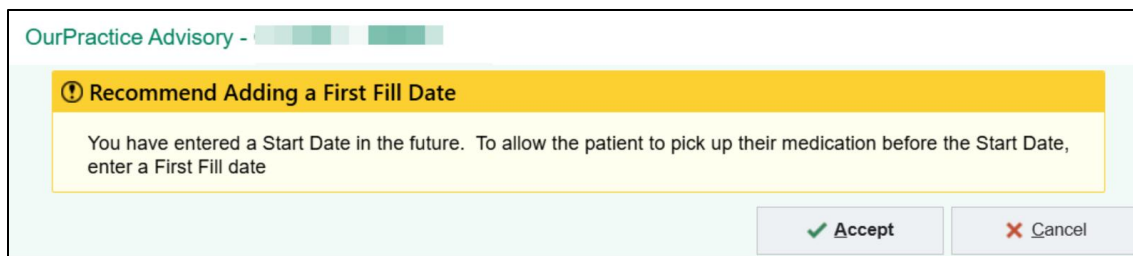 OurPractice Advisory -
Recommend Adding a First Fill Date
You have entered a Start Date in the future.  To allow the patient to pick up their medication before the Start Date,
enter a First Fill date
Accept
Cancel